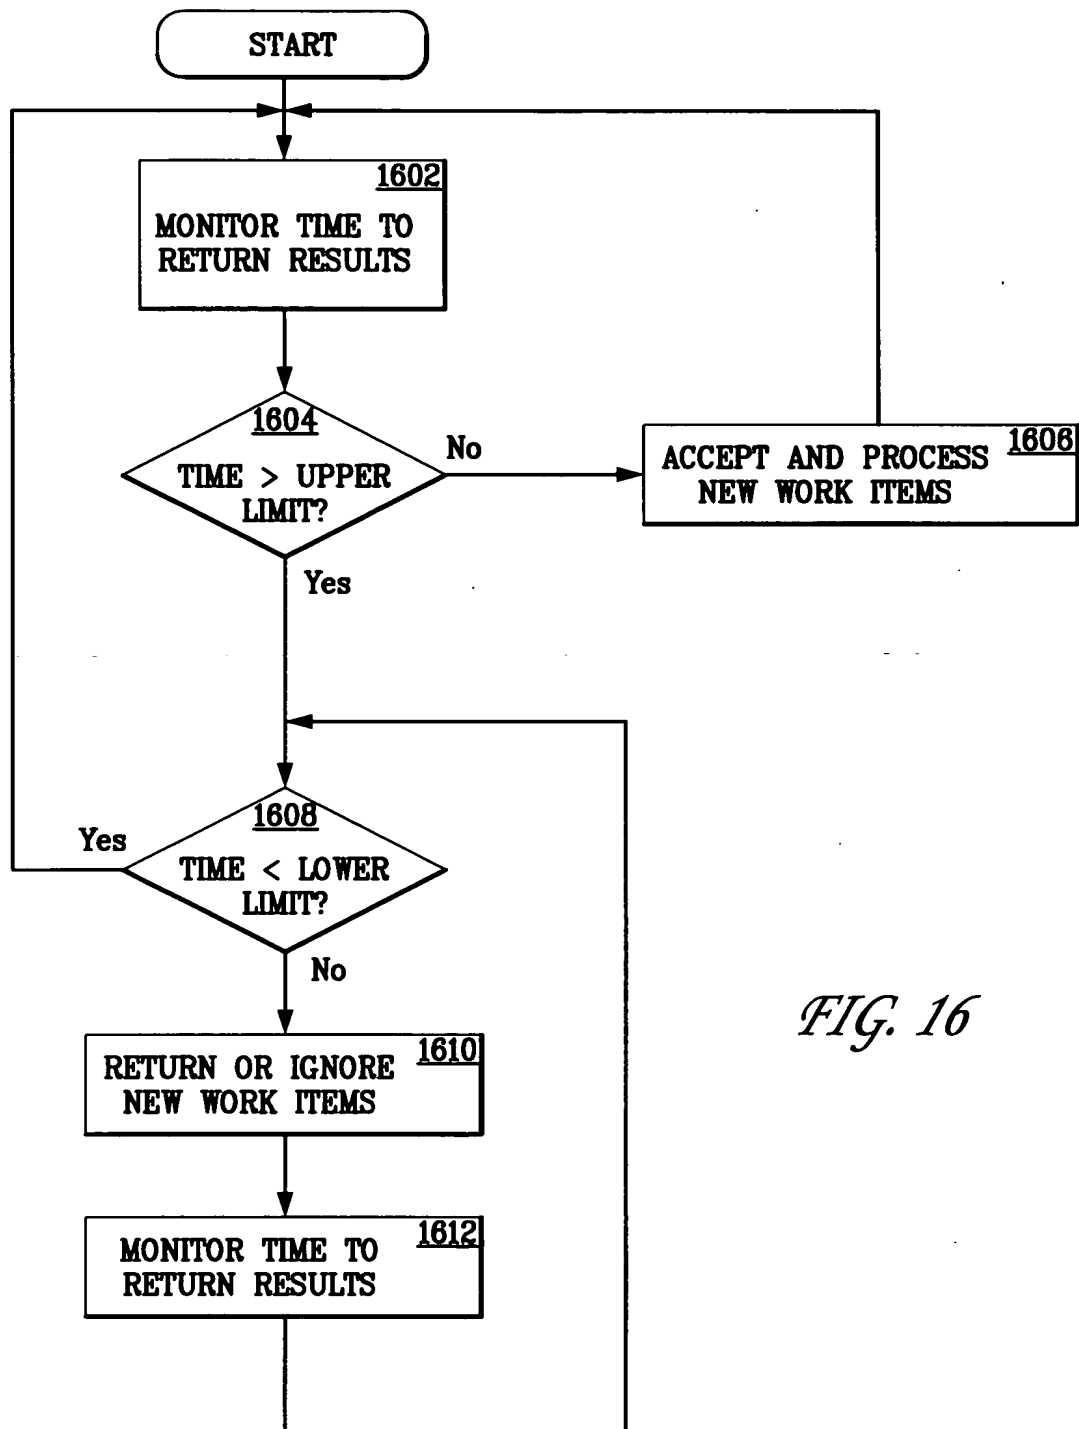 START
1602
MONITOR TIME TO
RETURN RESULTS
1604
TIME > UPPER
LIMIT?
No
Yes
1606
ACCEPT AND PROCESS
NEW WORK ITEMS
1608
TIME < LOWER
LIMIT?
Yes
No
1610
RETURN OR IGNORE
NEW WORK ITEMS
1612
MONITOR TIME TO
RETURN RESULTS
FIG. 16